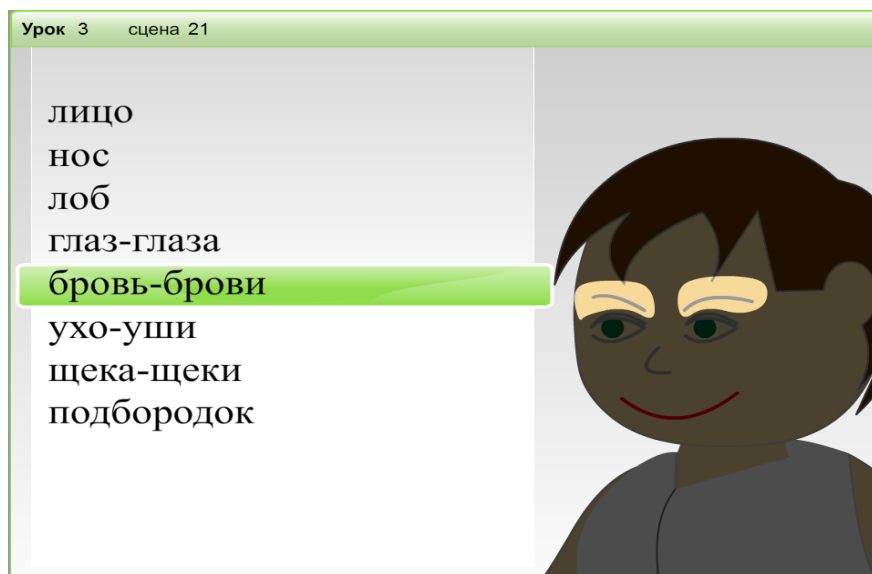 Урок 3 сцена 21
лицо
нос
лоб
глаз-глаза
бровь-брови
ухо-уши
щека-щеки
подбородок